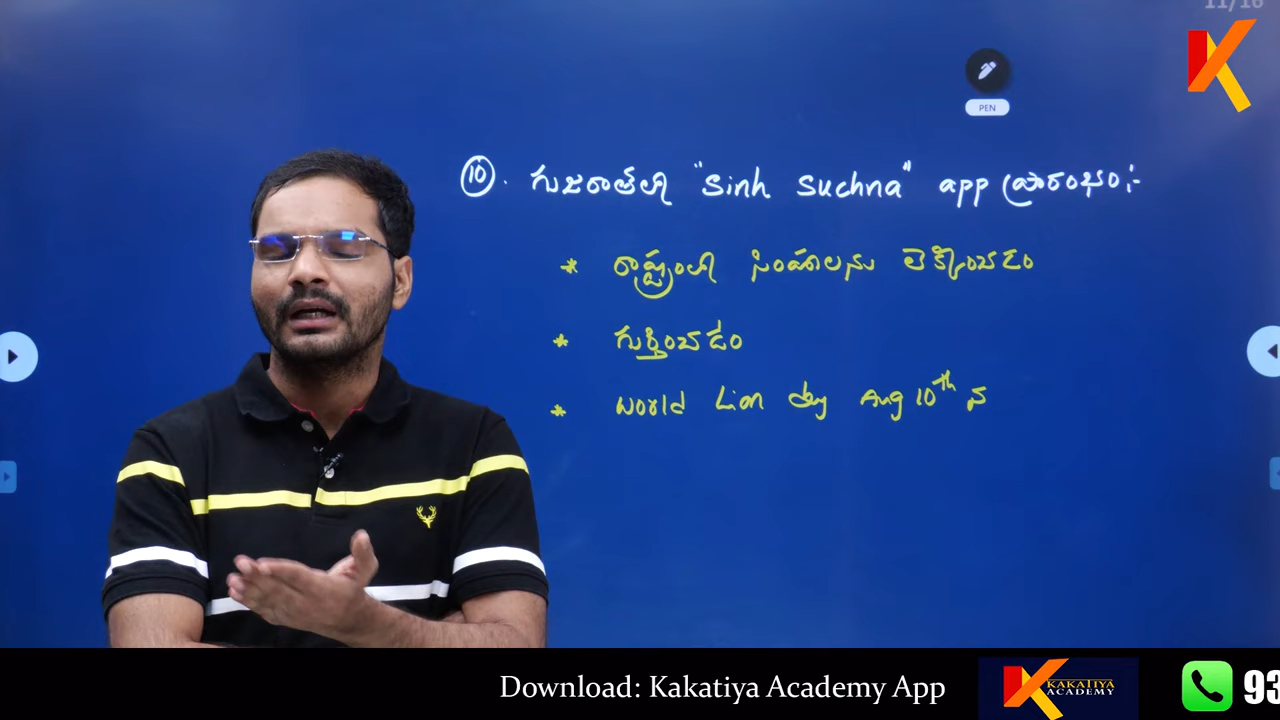 11/16
PEN
10. గుజరాత్‌లో "Sinh Suchna" app ప్రారంభం:-
* రాష్ట్రంలో సింహాలను లెక్కించడం
* గుర్తించడం
* World Lion day Aug 10th న
Download: Kakatiya Academy App
KAKATIYA ACADEMY
93